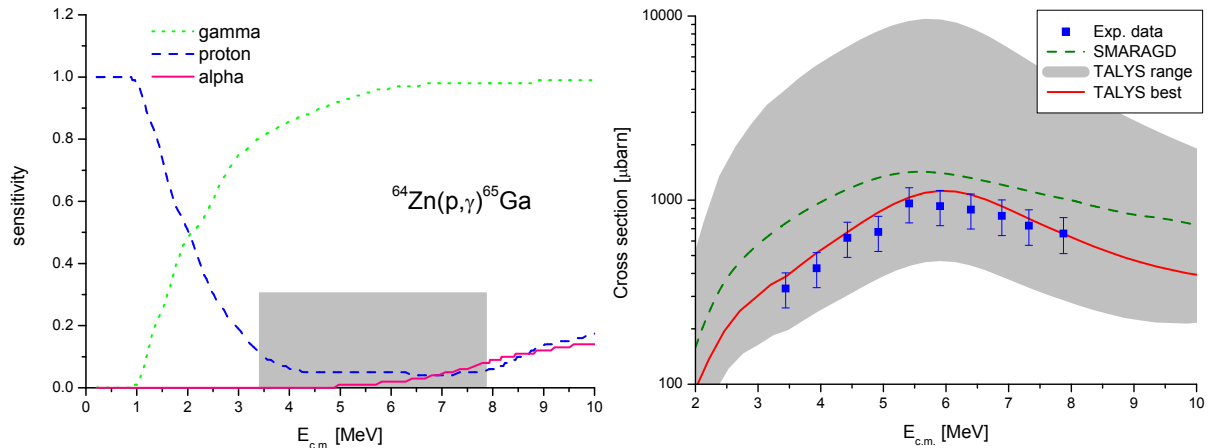 1.2
1.0
0.8
0.6
0.4
0.2
0.0
sensitivity
gamma
proton
alpha
⁶⁴Zn(p,γ)⁶⁵Ga
0 1 2 3 4 5 6 7 8 9 10
E c.m. [MeV]
10000
1000
100
Cross section [μbarn]
Exp. data
SMARAGD
TALYS range
TALYS best
2 3 4 5 6 7 8 9 10
E c.m. [MeV]